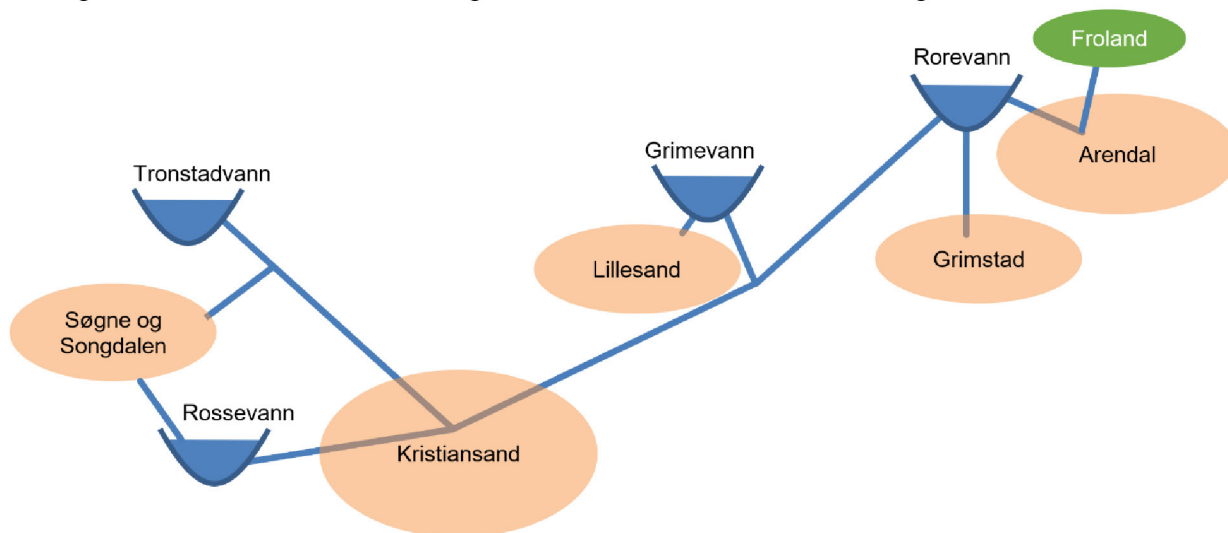 Froland
Rorevann
Grimevann
Arendal
Tronstadvann
Lillesand
Grimstad
Søgne og
Songdalen
Rossevann
Kristiansand